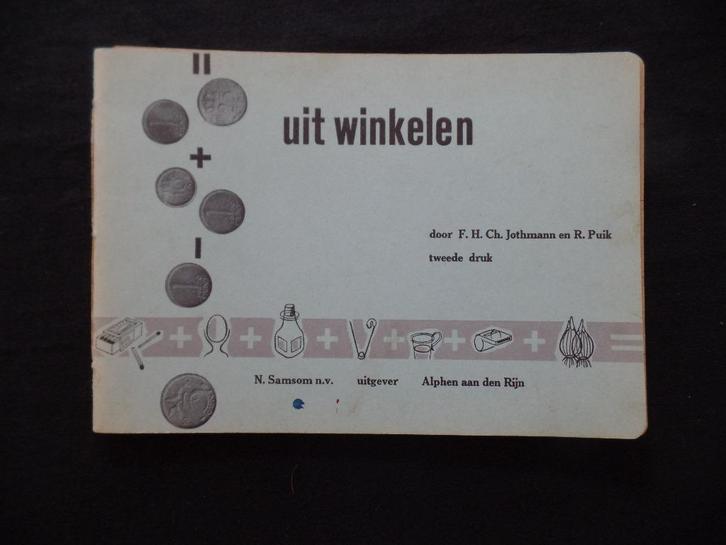 uit winkelen
door F. H. Ch. Jothmann en R. Puik
tweede druk
N. Samsom n.v. uitgever Alphen aan den Rijn